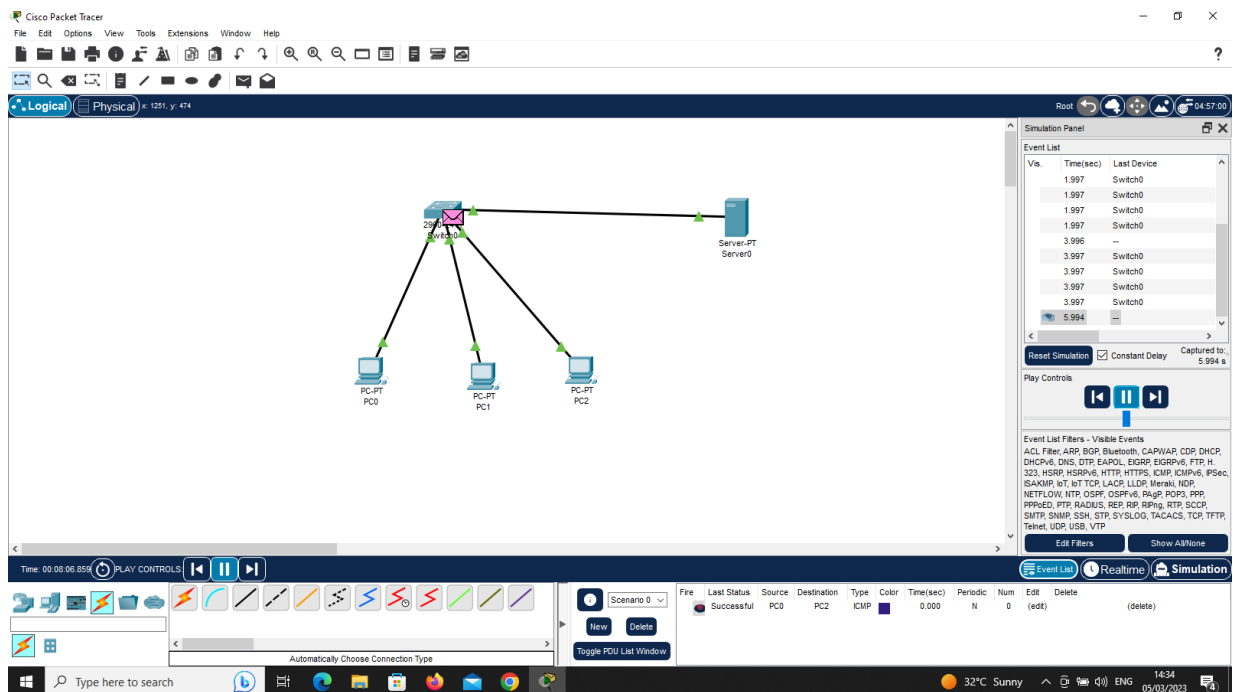 Cisco Packet Tracer
File Edit Options View Tools Extensions Window Help
?
Logical Physical x: 1251, y: 474
Root 04:57:00
Simulation Panel
Event List
Vis. Time(sec) Last Device
1.997 Switch0
1.997 Switch0
1.997 Switch0
1.997 Switch0
3.996 --
3.997 Switch0
3.997 Switch0
3.997 Switch0
3.997 Switch0
5.994 --
Reset Simulation Constant Delay Captured to:
5.994 s
Play Controls
Event List Filters - Visible Events
ACL Filter, ARP, BGP, Bluetooth, CAPWAP, CDP, DHCP,
DHCPv6, DNS, DTP, EAPOL, EIGRP, EIGRPv6, FTP, H.
323, HSRP, HSRPv6, HTTP, HTTPS, ICMP, ICMPv6, IPSec,
ISAKMP, IoT, IoT TCP, LACP, LLDP, Meraki, NDP,
NETFLOW, NTP, OSPF, OSPFv6, PAgP, POP3, PPP,
PPPoED, PTP, RADIUS, REP, RIP, RIPng, RTP, SCCP,
SMTP, SNMP, SSH, STP, SYSLOG, TACACS, TCP, TFTP,
Telnet, UDP, USB, VTP
Edit Filters Show All/None
Event List Realtime Simulation
Switch0
Server-PT
Server0
PC-PT
PC0
PC-PT
PC1
PC-PT
PC2
Time: 00:08:06.859 PLAY CONTROLS:
Automatically Choose Connection Type
Scenario 0
New Delete
Toggle PDU List Window
Fire Last Status Source Destination Type Color Time(sec) Periodic Num Edit Delete
Successful PC0 PC2 ICMP 0.000 N 0 (edit) (delete)
Type here to search
32°C Sunny ENG 14:34
05/03/2023
4